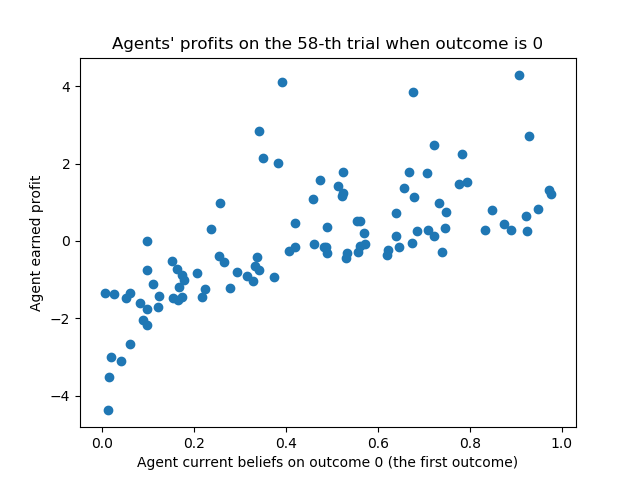 Agents' profits on the 58-th trial when outcome is 0
4
2
0
−2
−4
Agent earned profit
0.0 0.2 0.4 0.6 0.8 1.0
Agent current beliefs on outcome 0 (the first outcome)